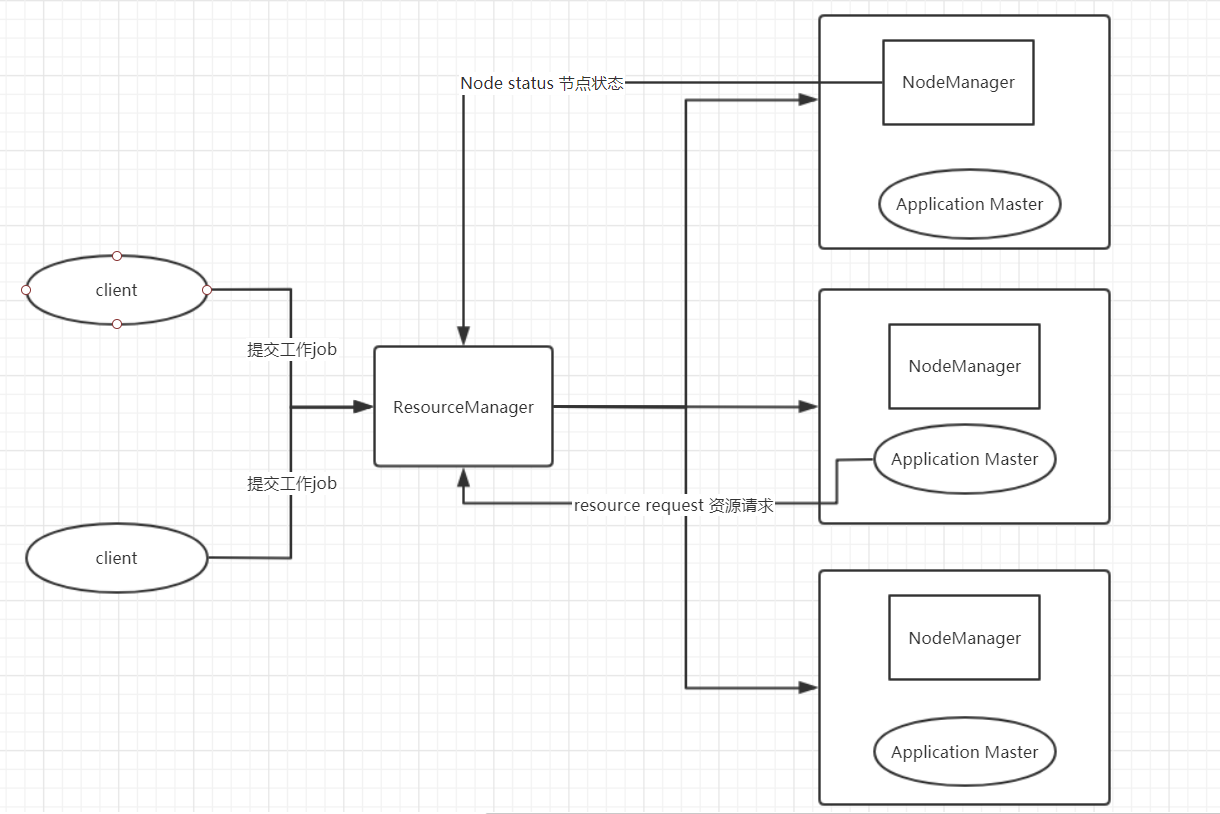 Node status 节点状态
NodeManager
Application Master
client
提交工作job
NodeManager
ResourceManager
Application Master
提交工作job
resource request 资源请求
client
NodeManager
Application Master